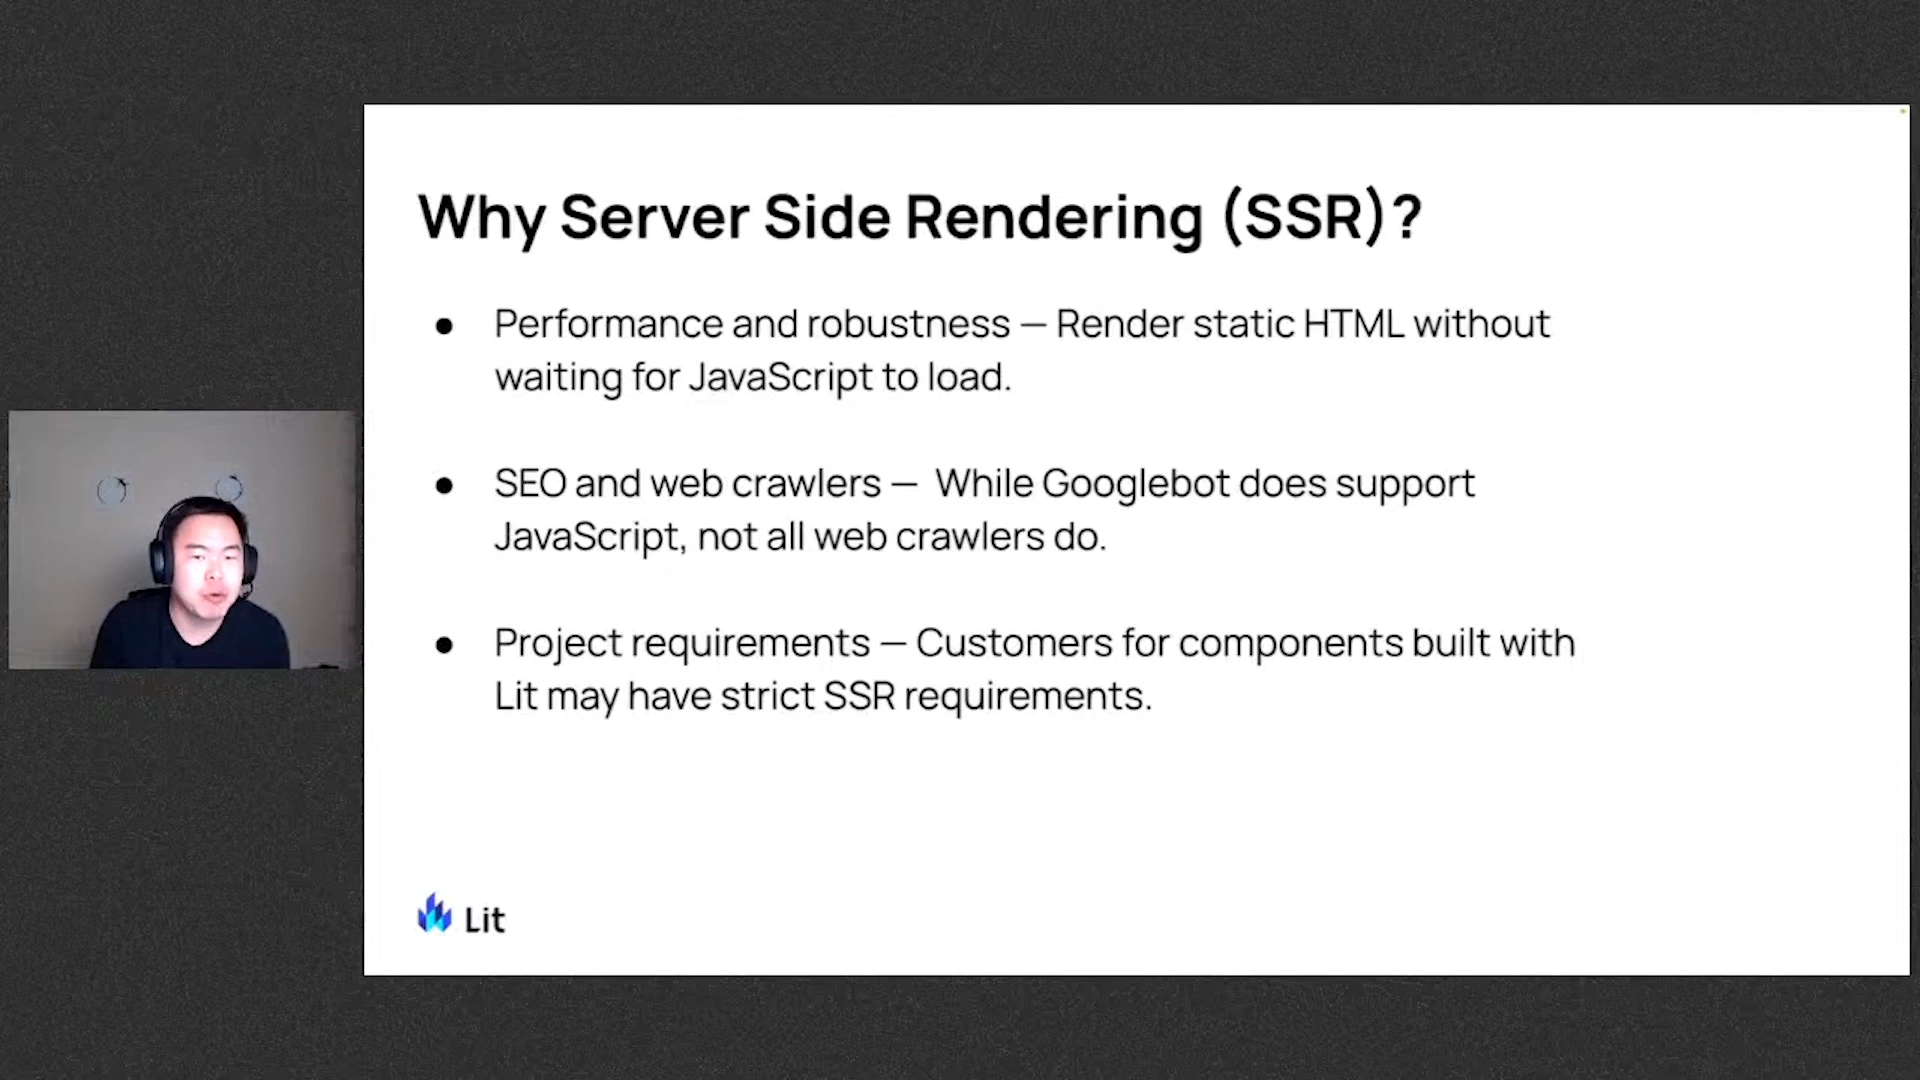 Why Server Side Rendering (SSR)?
● Performance and robustness — Render static HTML without
waiting for JavaScript to load.
● SEO and web crawlers — While Googlebot does support
JavaScript, not all web crawlers do.
● Project requirements — Customers for components built with
Lit may have strict SSR requirements.
Lit